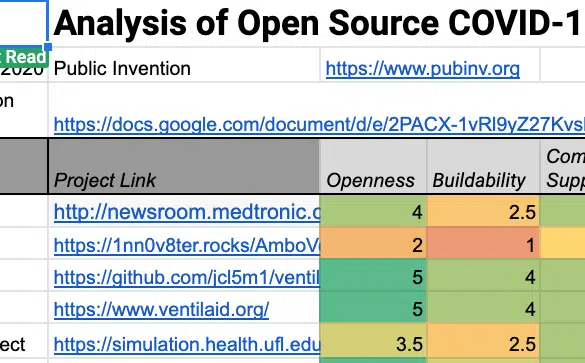 Analysis of Open Source COVID-1
Read
2020 Public Invention https://www.pubinv.org
on
https://docs.google.com/document/d/e/2PACX-1vRl9yZ27Kvs
Com
Project Link Openness Buildability Supp
http://newsroom.medtronic.c 4 2.5
https://1nn0v8ter.rocks/AmboV 2 1
https://github.com/jcl5m1/ventil 5 4
https://www.ventilaid.org/ 5 4
ect https://simulation.health.ufl.edu 3.5 2.5